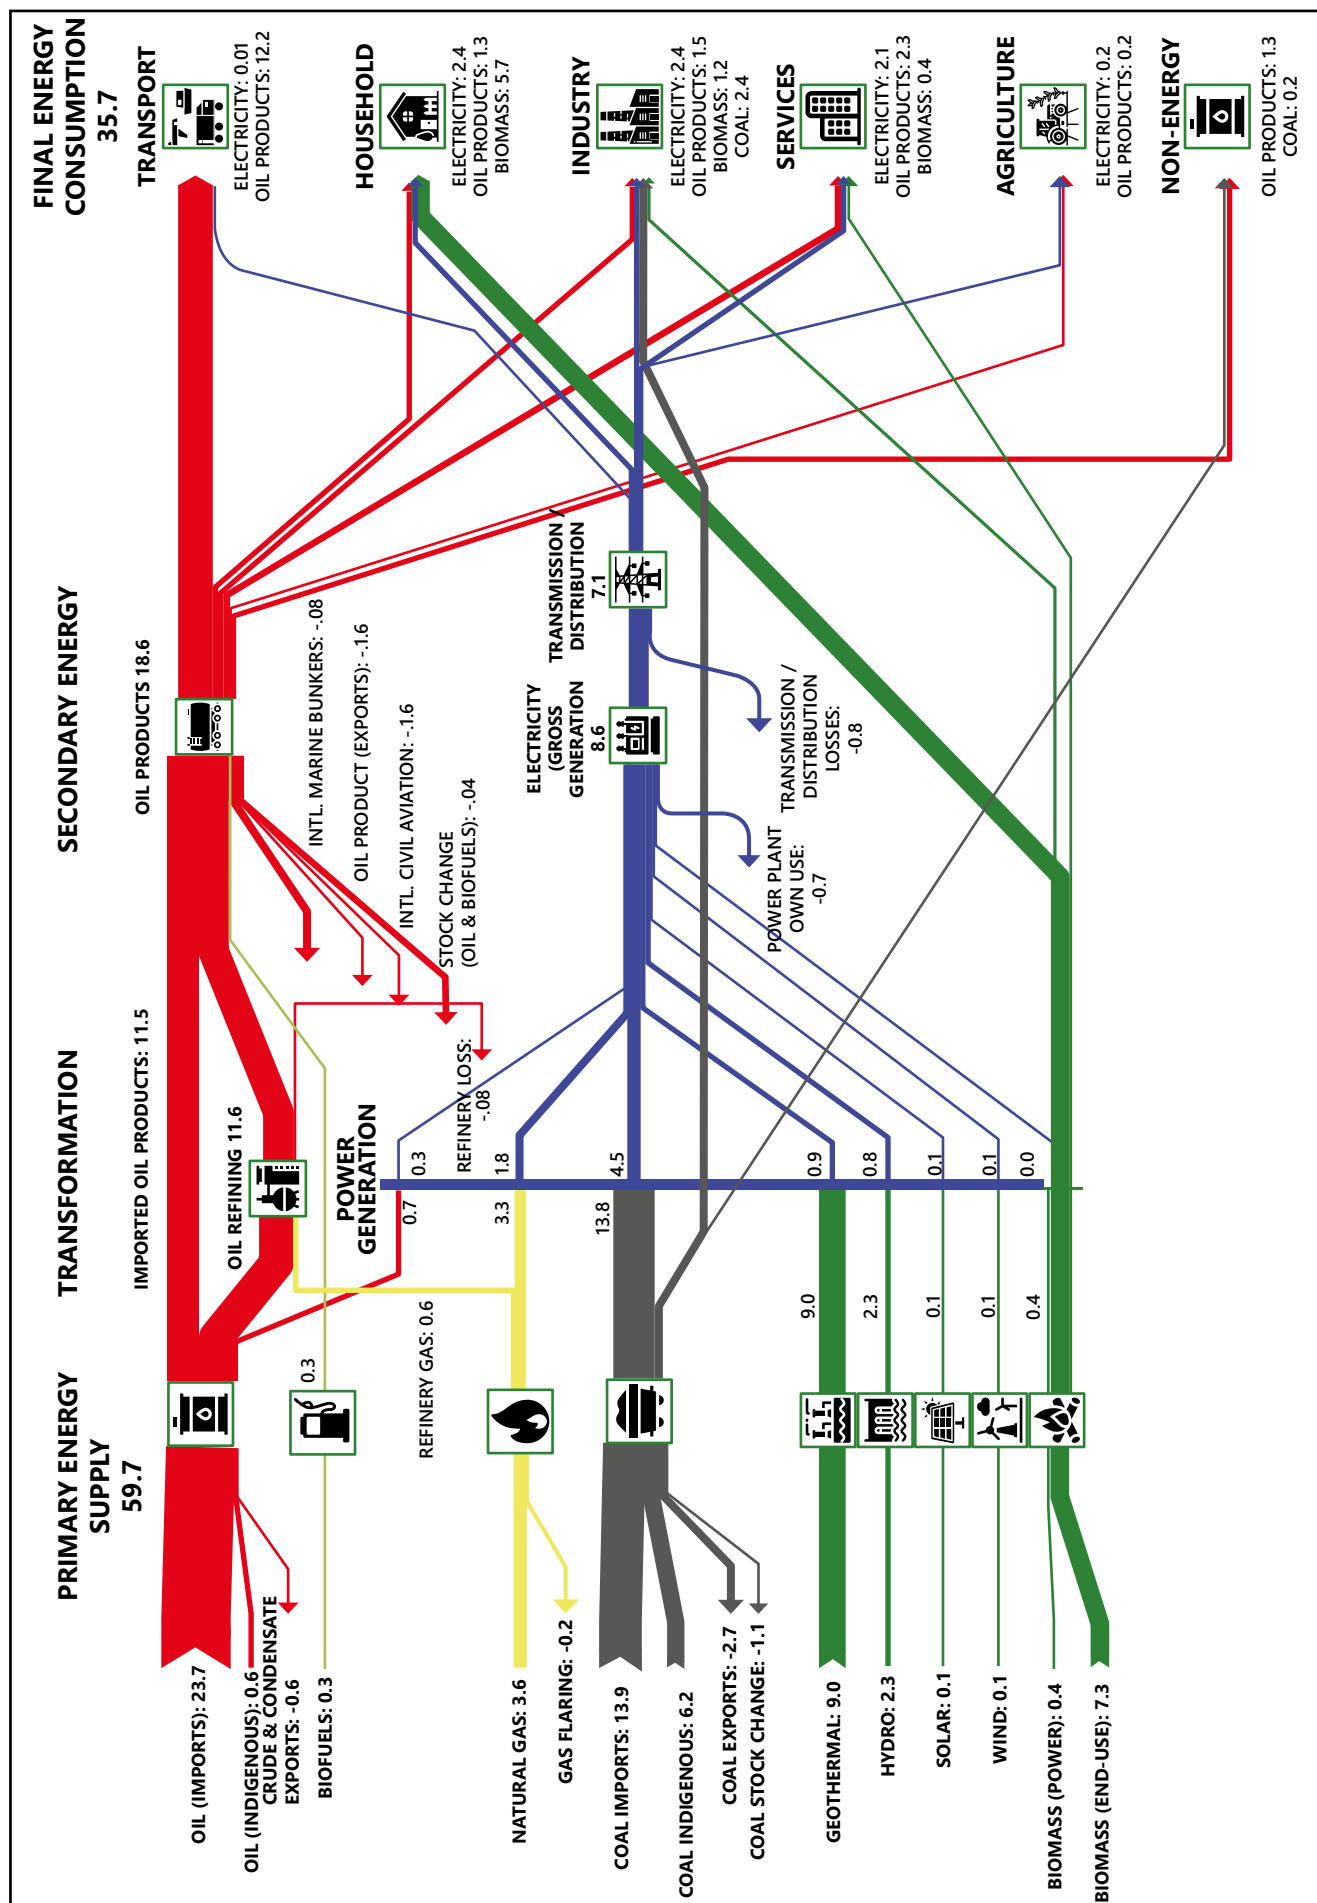 PRIMARY ENERGY
SUPPLY
59.7
TRANSFORMATION
SECONDARY ENERGY
FINAL ENERGY
CONSUMPTION
35.7
OIL (IMPORTS): 23.7
OIL (INDIGENOUS): 0.6
CRUDE & CONDENSATE
EXPORTS: -0.6
BIOFUELS: 0.3
NATURAL GAS: 3.6
GAS FLARING: -0.2
COAL IMPORTS: 13.9
COAL INDIGENOUS: 6.2
COAL EXPORTS: -2.7
COAL STOCK CHANGE: -1.1
GEOTHERMAL: 9.0
HYDRO: 2.3
SOLAR: 0.1
WIND: 0.1
BIOMASS (POWER): 0.4
BIOMASS (END-USE): 7.3
0.3
REFINERY GAS: 0.6
9.0
2.3
0.1
0.1
0.4
IMPORTED OIL PRODUCTS: 11.5
OIL REFINING 11.6
POWER
GENERATION
0.7
3.3
13.8
0.3
1.8
4.5
0.9
0.8
0.1
0.1
0.0
REFINERY LOSS:
-.08
OIL PRODUCTS 18.6
INTL. MARINE BUNKERS: -.08
OIL PRODUCT (EXPORTS): -.1.6
INTL. CIVIL AVIATION: -.1.6
STOCK CHANGE
(OIL & BIOFUELS): -.04
ELECTRICITY
(GROSS
GENERATION
8.6
POWER PLANT
OWN USE:
-0.7
TRANSMISSION /
DISTRIBUTION
7.1
TRANSMISSION /
DISTRIBUTION
LOSSES:
-0.8
TRANSPORT
ELECTRICITY: 0.01
OIL PRODUCTS: 12.2
HOUSEHOLD
ELECTRICITY: 2.4
OIL PRODUCTS: 1.3
BIOMASS: 5.7
INDUSTRY
ELECTRICITY: 2.4
OIL PRODUCTS: 1.5
BIOMASS: 1.2
COAL: 2.4
SERVICES
ELECTRICITY: 2.1
OIL PRODUCTS: 2.3
BIOMASS: 0.4
AGRICULTURE
ELECTRICITY: 0.2
OIL PRODUCTS: 0.2
NON-ENERGY
OIL PRODUCTS: 1.3
COAL: 0.2